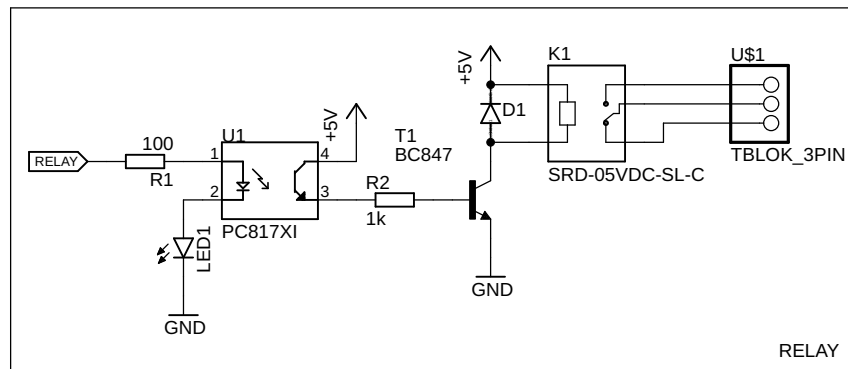 K1
U$1
+5V
D1
T1
BC847
TBLOK_3PIN
SRD-05VDC-SL-C
100
U1
+5V
RELAY
1
4
R1
2
3
R2
1k
PC817XI
LED1
GND
GND
RELAY